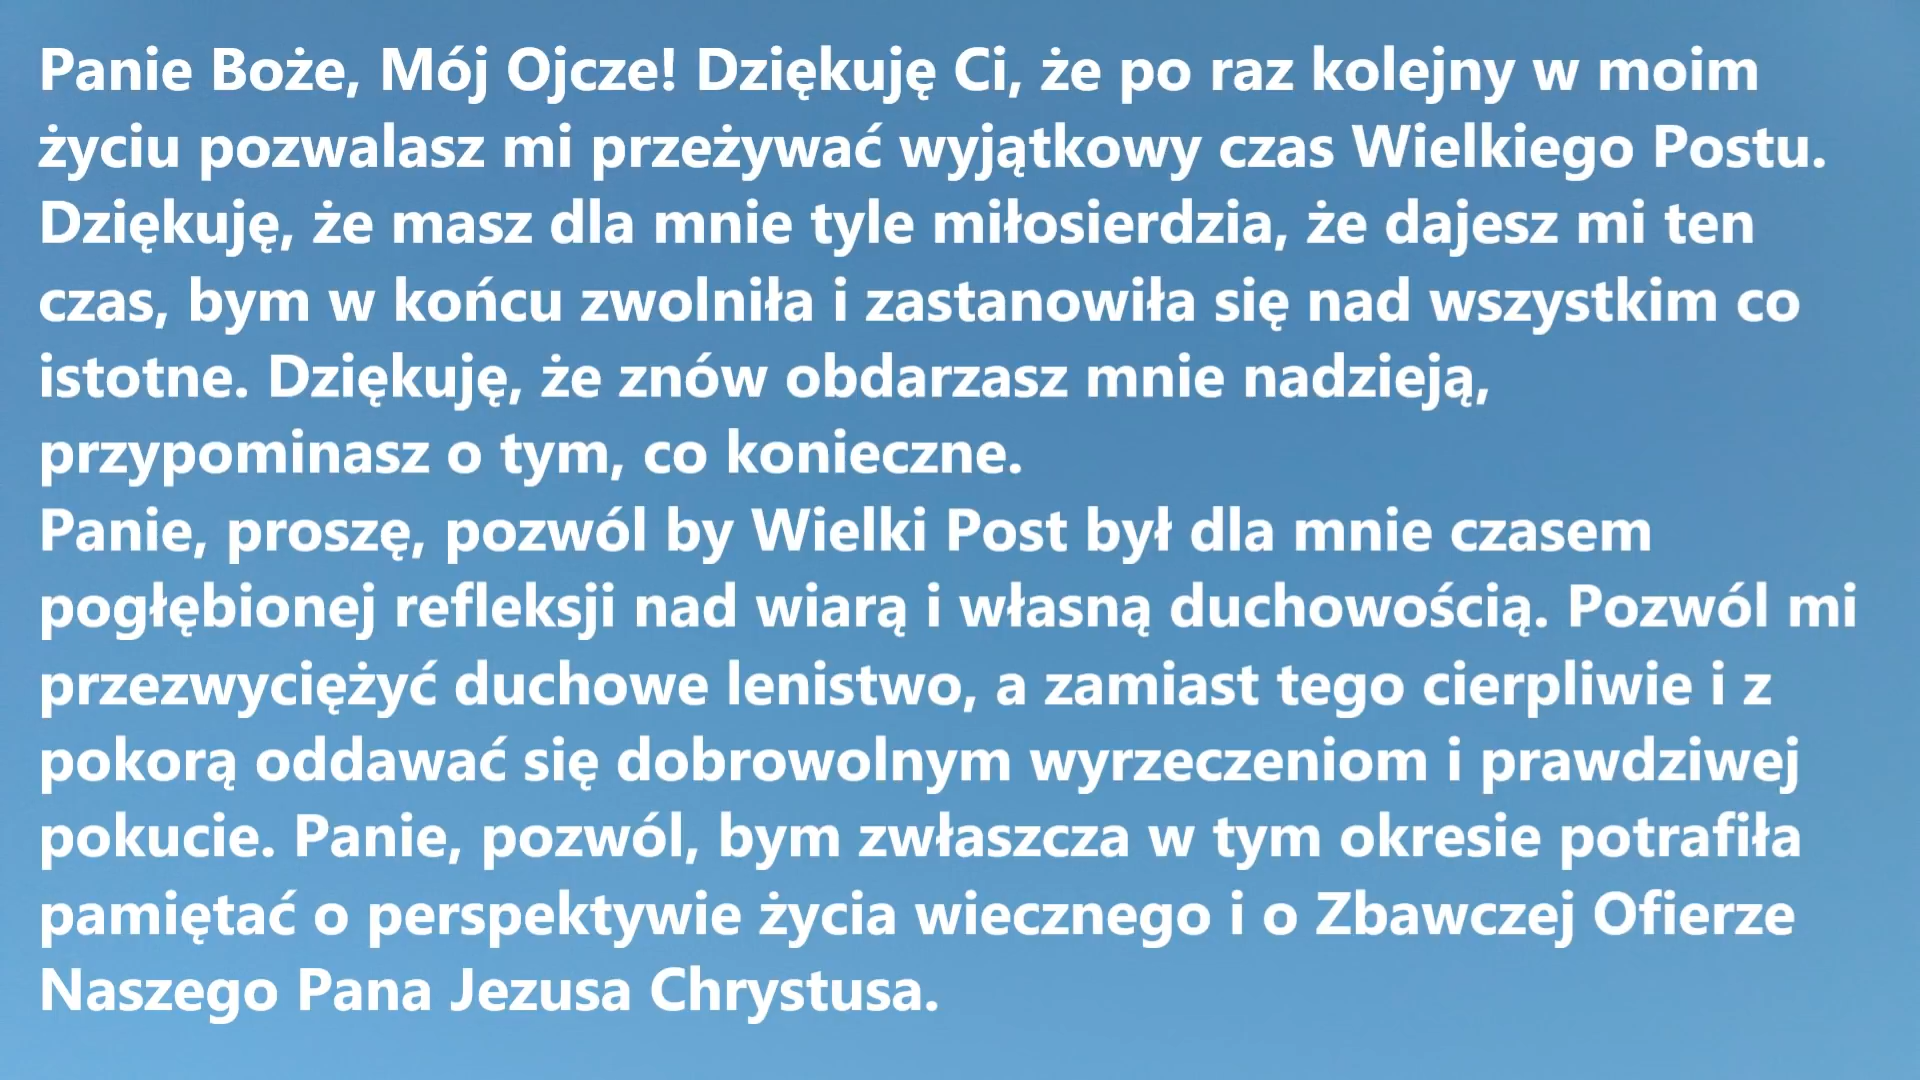 Panie Boże, Mój Ojcze! Dziękuję Ci, że po raz kolejny w moim
życiu pozwalasz mi przeżywać wyjątkowy czas Wielkiego Postu.
Dziękuję, że masz dla mnie tyle miłosierdzia, że dajesz mi ten
czas, bym w końcu zwolniła i zastanowiła się nad wszystkim co
istotne. Dziękuję, że znów obdarzasz mnie nadzieją,
przypominasz o tym, co konieczne.
Panie, proszę, pozwól by Wielki Post był dla mnie czasem
pogłębionej refleksji nad wiarą i własną duchowością. Pozwól mi
przezwyciężyć duchowe lenistwo, a zamiast tego cierpliwie i z
pokorą oddawać się dobrowolnym wyrzeczeniom i prawdziwej
pokucie. Panie, pozwól, bym zwłaszcza w tym okresie potrafiła
pamiętać o perspektywie życia wiecznego i o Zbawczej Ofierze
Naszego Pana Jezusa Chrystusa.